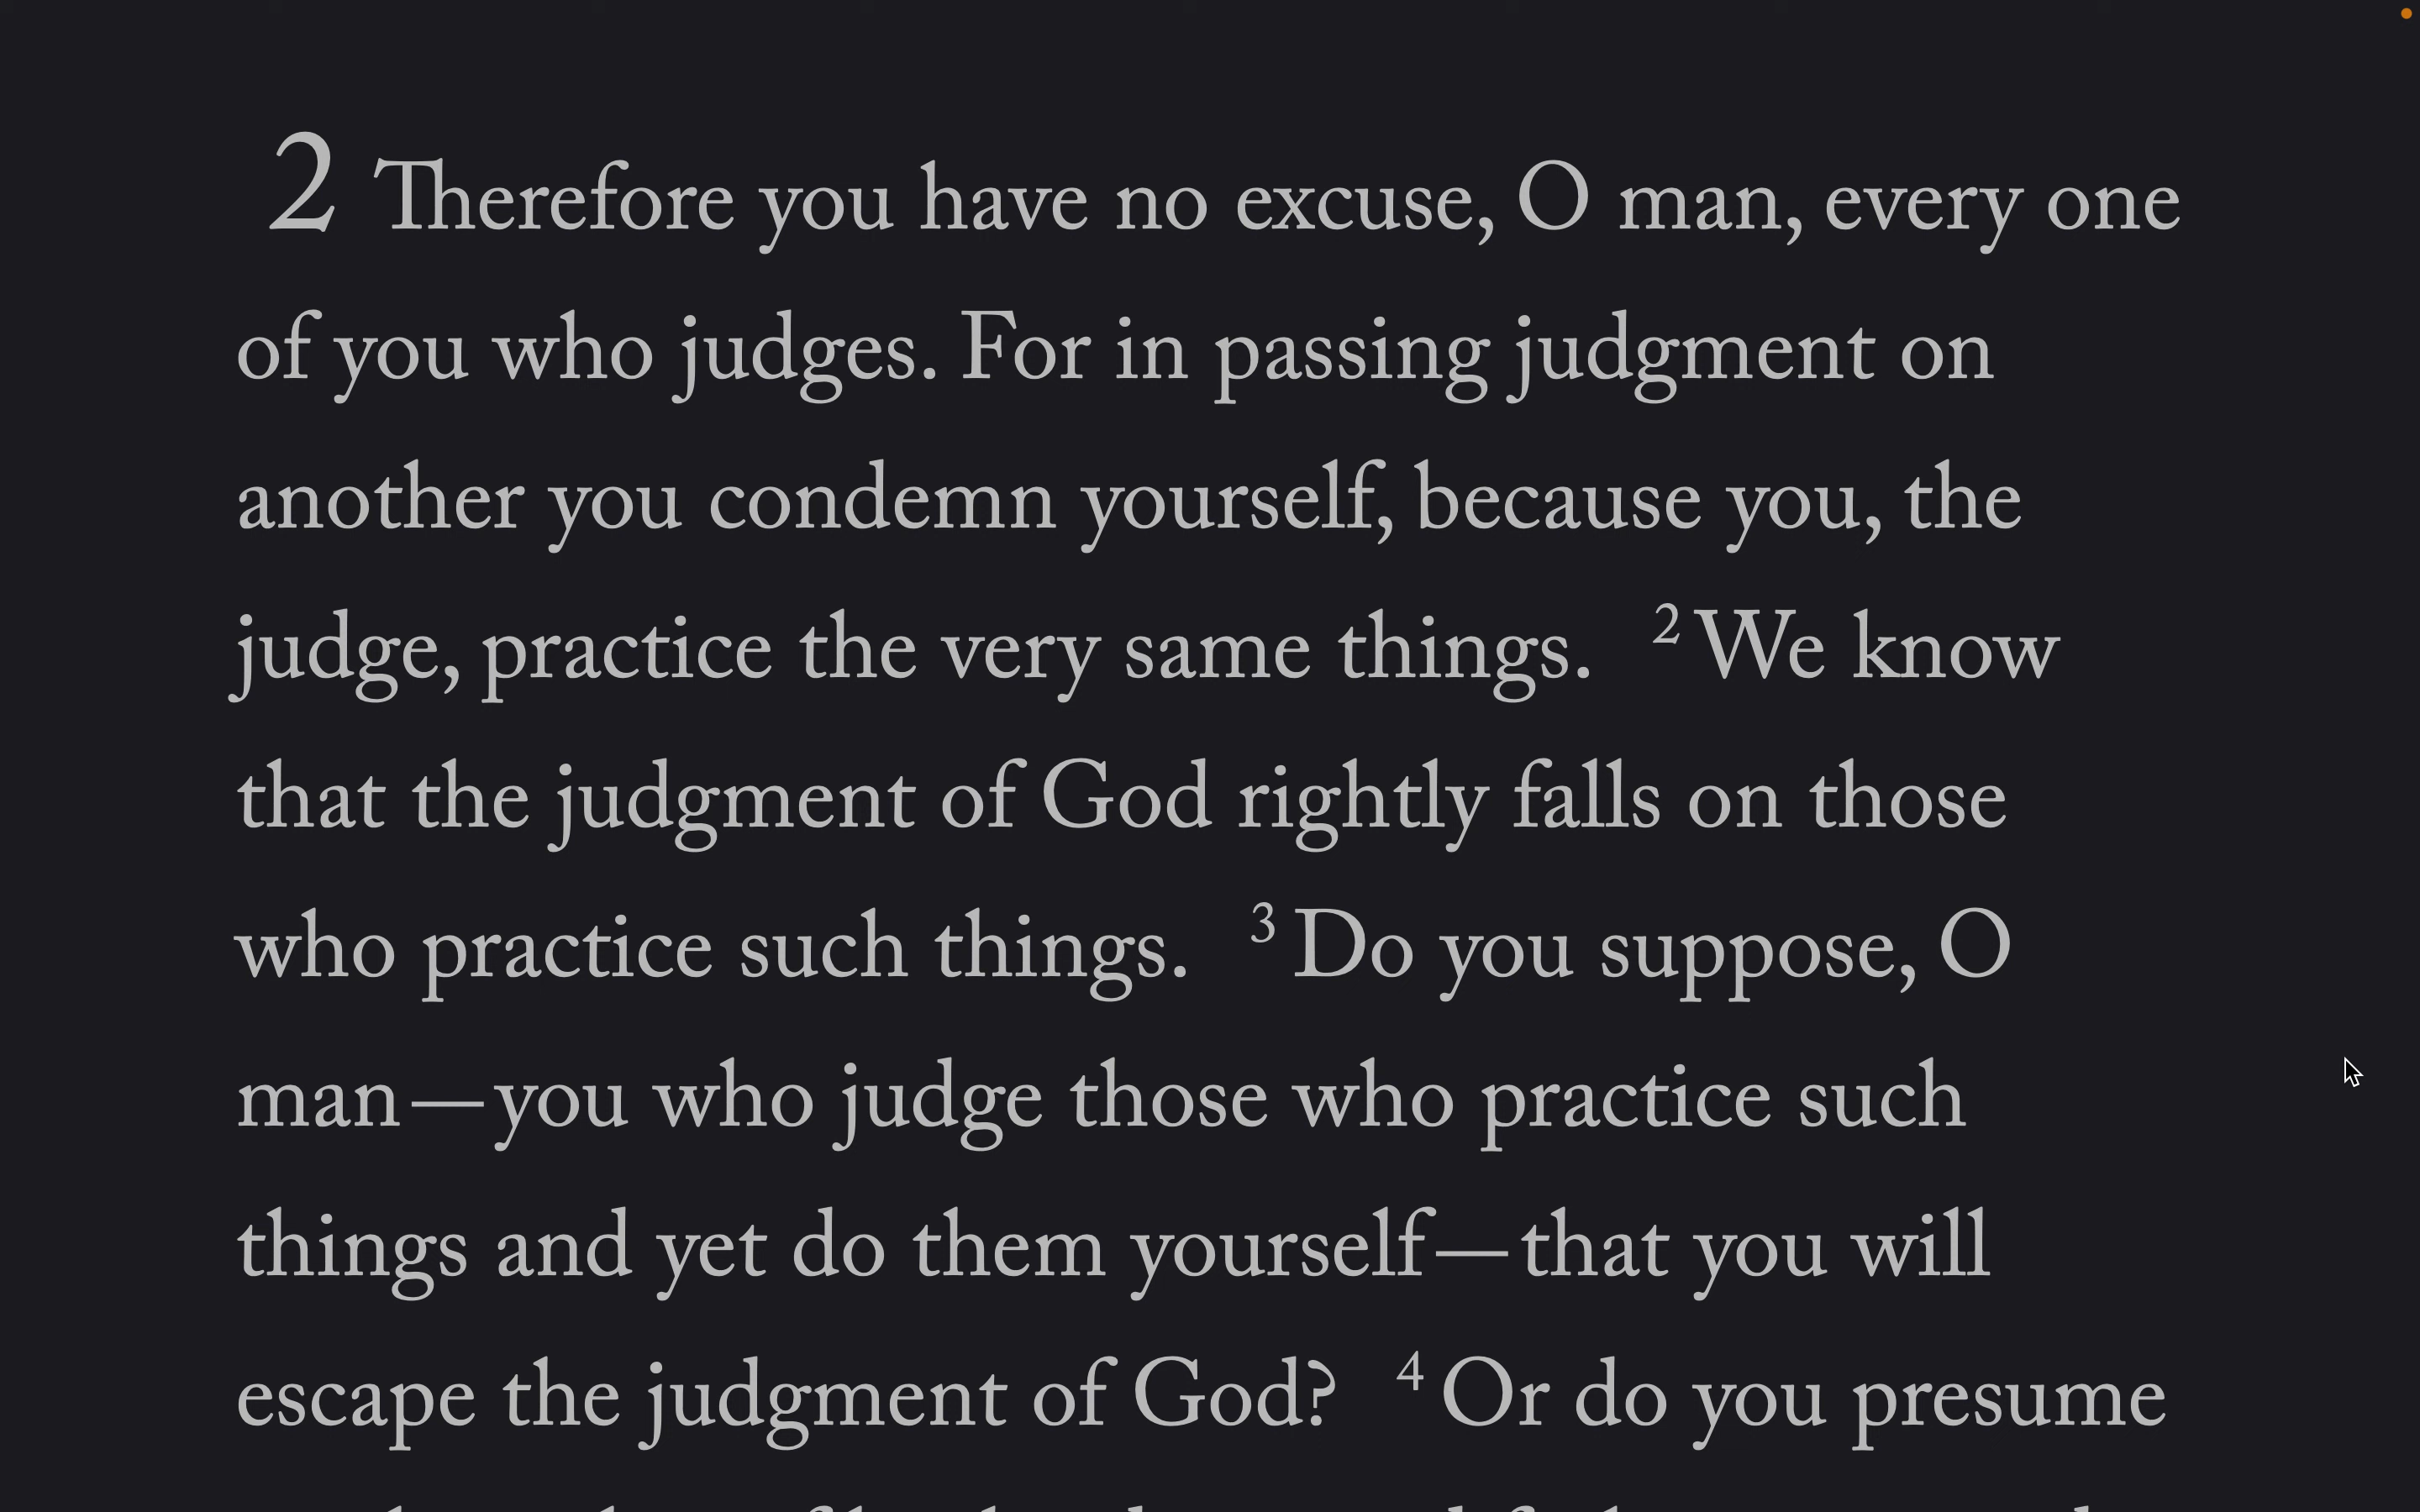 2 Therefore you have no excuse, O man, every one
of you who judges. For in passing judgment on
another you condemn yourself, because you, the
judge, practice the very same things. 2 We know
that the judgment of God rightly falls on those
who practice such things. 3 Do you suppose, O
man—you who judge those who practice such
things and yet do them yourself—that you will
escape the judgment of God? 4 Or do you presume